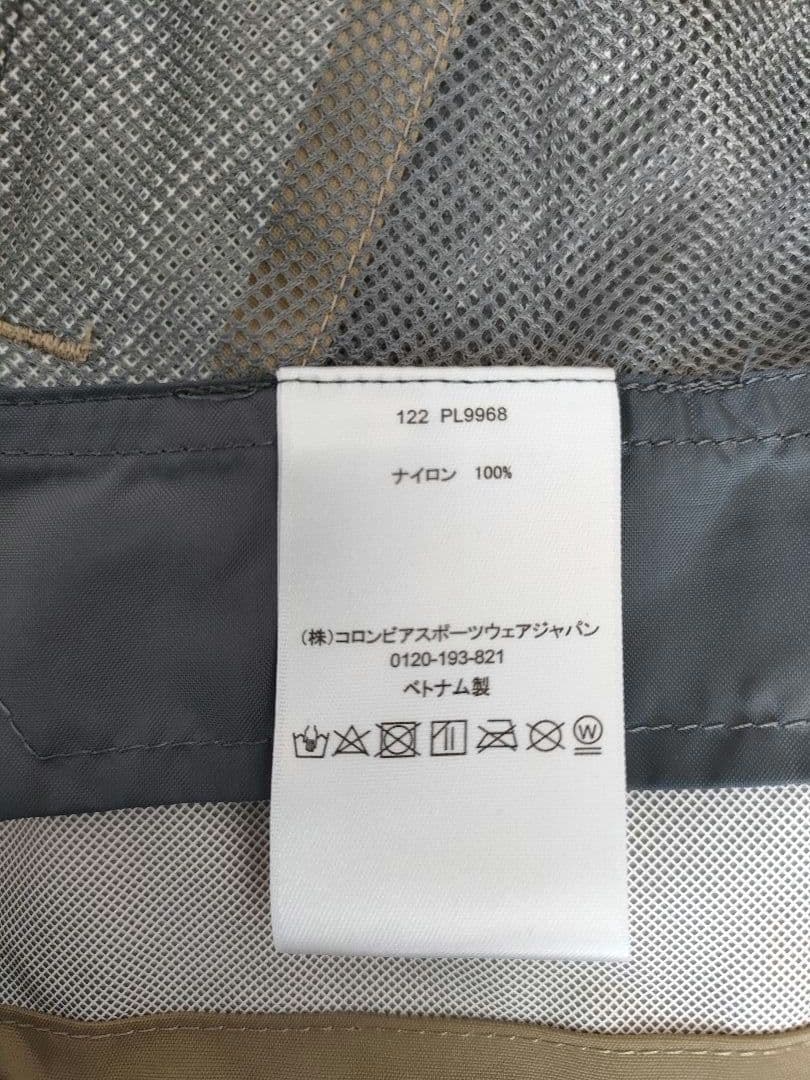 122 PL9968
ナイロン 100%
(株)コロンビアスポーツウェアジャパン
0120-193-821
ベトナム製
W